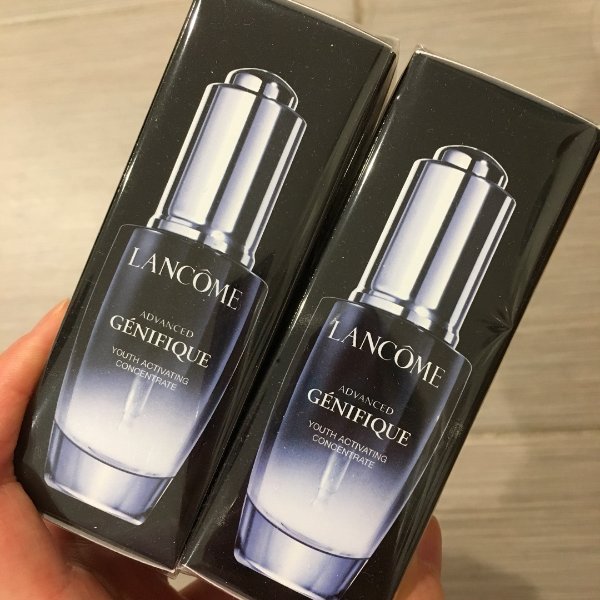 LANCÔME
ADVANCED
GÉNIFIQUE
YOUTH ACTIVATING
CONCENTRATE
LANCÔME
ADVANCED
GÉNIFIQUE
YOUTH ACTIVATING
CONCENTRATE